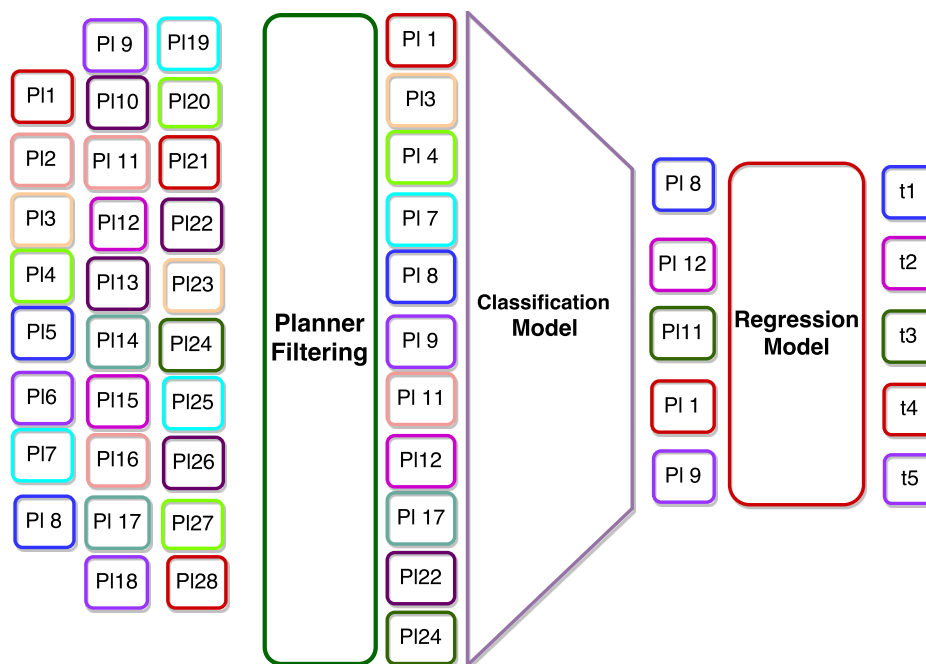 Pl1
Pl2
Pl3
Pl4
Pl5
Pl6
Pl7
Pl 8
Pl 9
Pl10
Pl 11
Pl12
Pl13
Pl14
Pl15
Pl16
Pl 17
Pl18
Pl19
Pl20
Pl21
Pl22
Pl23
Pl24
Pl25
Pl26
Pl27
Pl28
Planner
Filtering
Pl 1
Pl3
Pl 4
Pl 7
Pl 8
Pl 9
Pl 11
Pl12
Pl 17
Pl22
Pl24
Classification
Model
Pl 8
Pl 12
Pl11
Pl 1
Pl 9
Regression
Model
t1
t2
t3
t4
t5